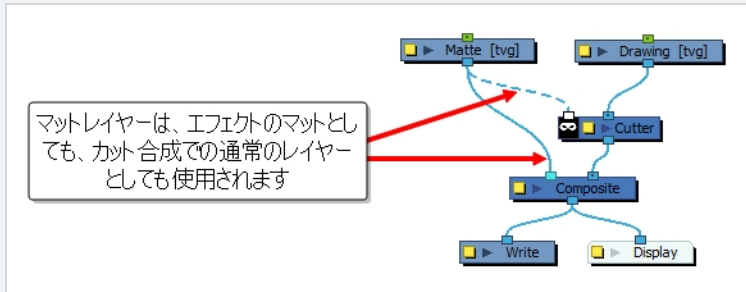 Matte [tvg]
Drawing [tvg]
マットレイヤーは、エフェクトのマットとし
ても、カット合成での通常のレイヤー
としても使用されます
Cutter
Composite
Write
Display